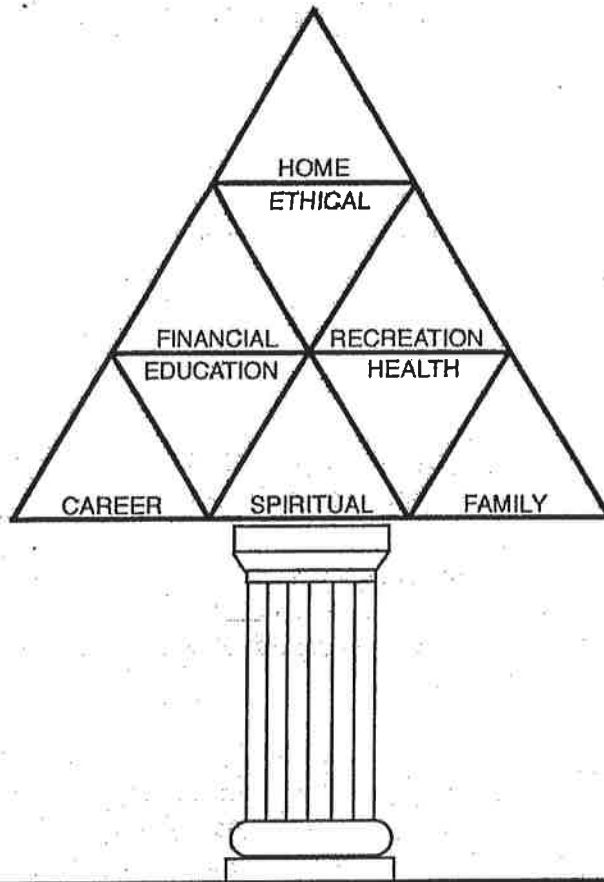 HOME
ETHICAL
FINANCIAL RECREATION
EDUCATION HEALTH
CAREER SPIRITUAL FAMILY